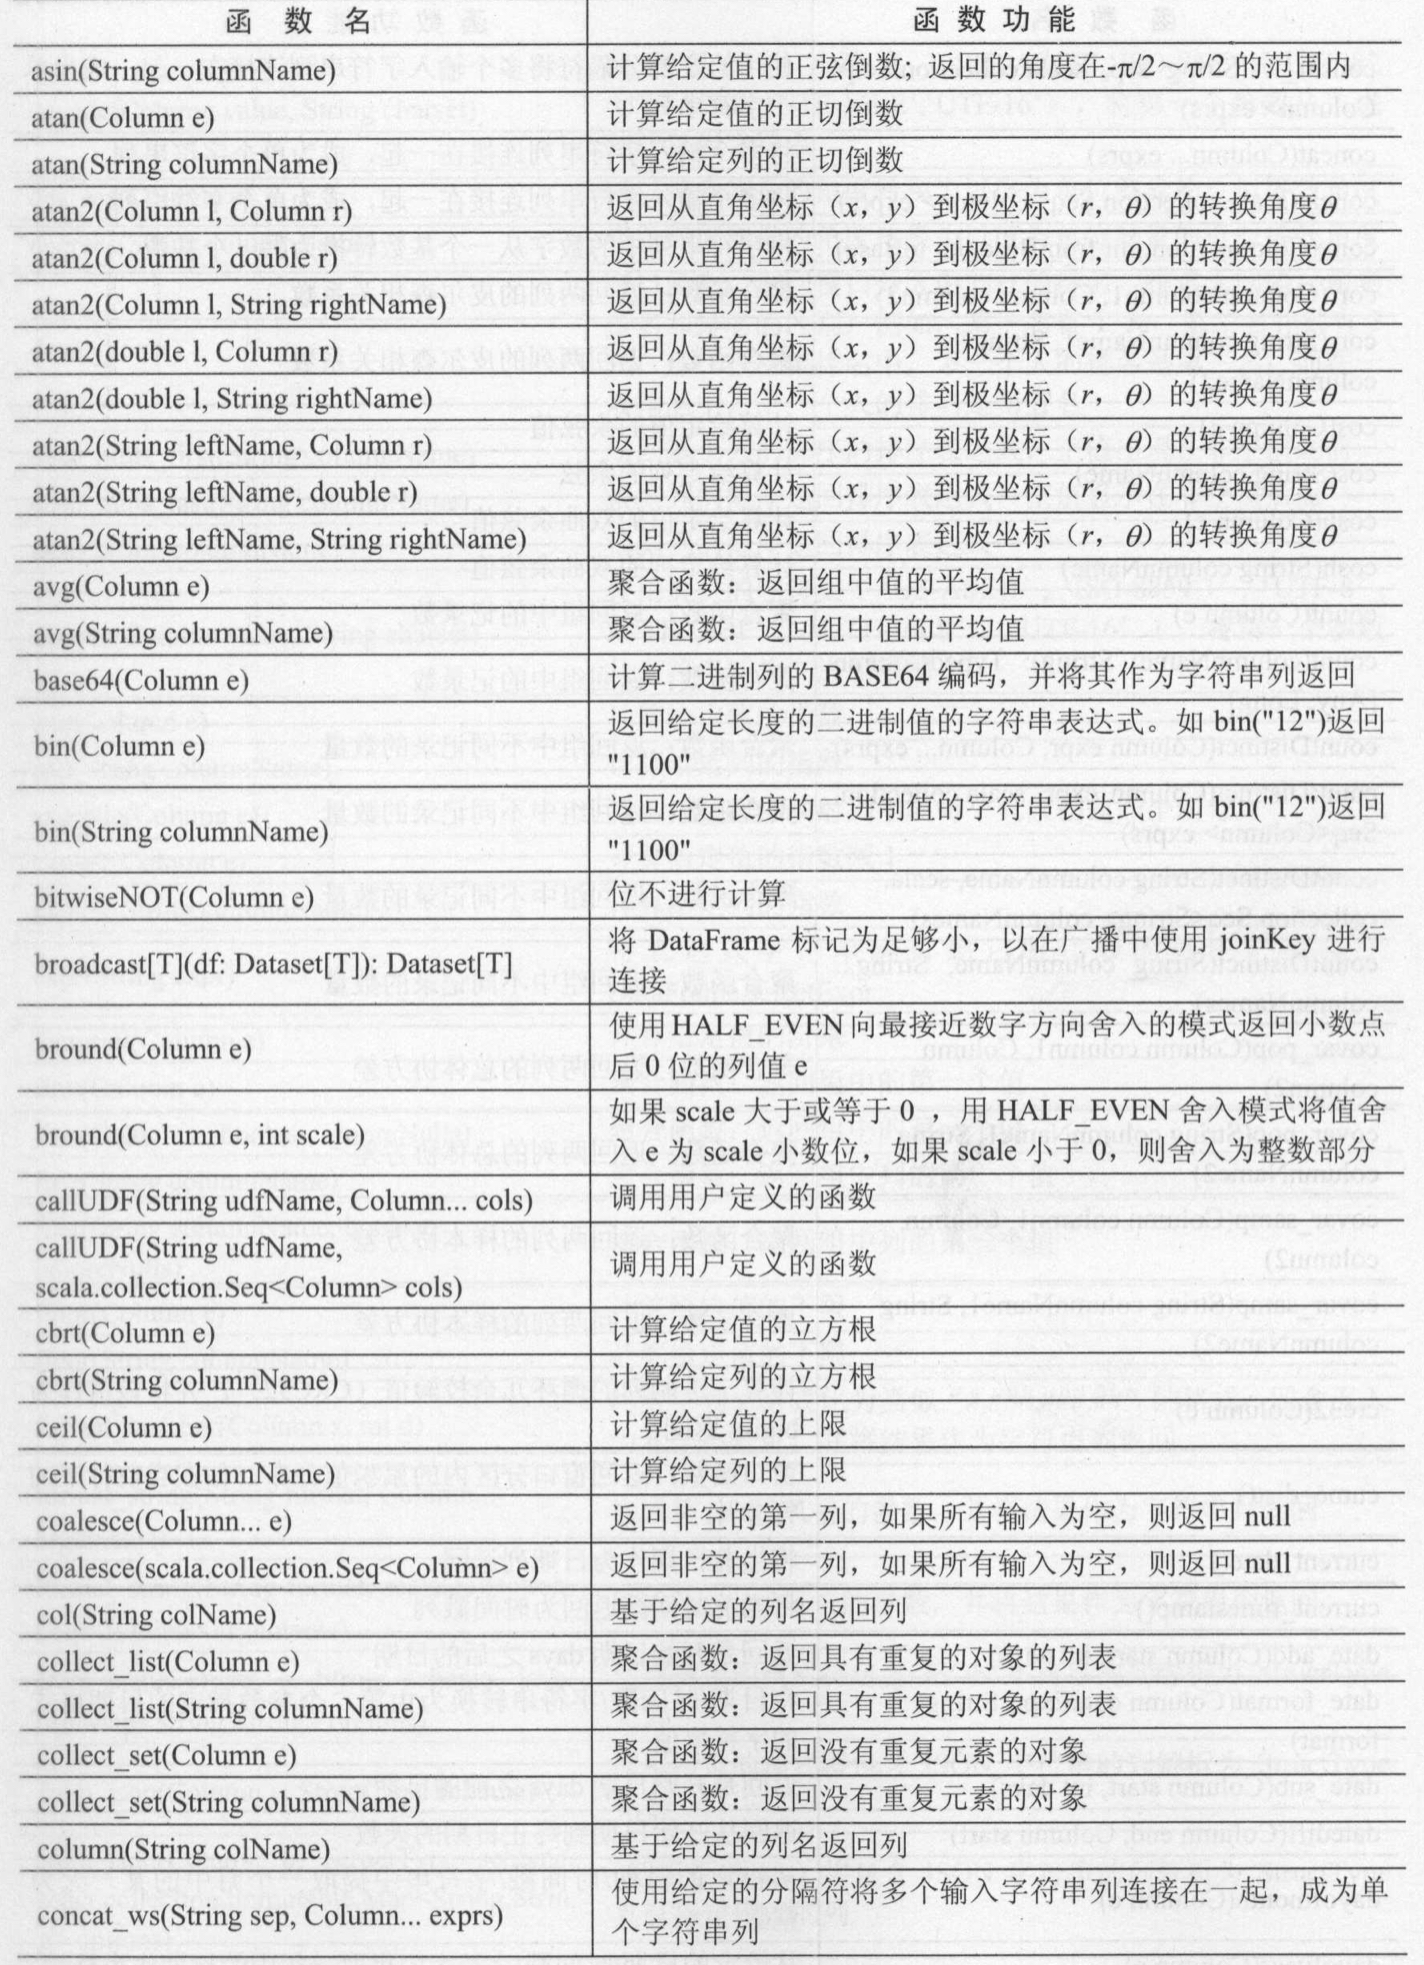 函 数 名 函 数 功 能
asin(String columnName) 计算给定值的正弦倒数；返回的角度在-π/2～π/2 的范围内
atan(Column e) 计算给定值的正切倒数
atan(String columnName) 计算给定列的正切倒数
atan2(Column l, Column r) 返回从直角坐标（x，y）到极坐标（r，θ）的转换角度θ
atan2(Column l, double r) 返回从直角坐标（x，y）到极坐标（r，θ）的转换角度θ
atan2(Column l, String rightName) 返回从直角坐标（x，y）到极坐标（r，θ）的转换角度θ
atan2(double l, Column r) 返回从直角坐标（x，y）到极坐标（r，θ）的转换角度θ
atan2(double l, String rightName) 返回从直角坐标（x，y）到极坐标（r，θ）的转换角度θ
atan2(String leftName, Column r) 返回从直角坐标（x，y）到极坐标（r，θ）的转换角度θ
atan2(String leftName, double r) 返回从直角坐标（x，y）到极坐标（r，θ）的转换角度θ
atan2(String leftName, String rightName) 返回从直角坐标（x，y）到极坐标（r，θ）的转换角度θ
avg(Column e) 聚合函数：返回组中值的平均值
avg(String columnName) 聚合函数：返回组中值的平均值
base64(Column e) 计算二进制列的 BASE64 编码，并将其作为字符串列返回
bin(Column e) 返回给定长度的二进制值的字符串表达式。如 bin("12")返回
"1100"
bin(String columnName) 返回给定长度的二进制值的字符串表达式。如 bin("12")返回
"1100"
bitwiseNOT(Column e) 位不进行计算
broadcast[T](df: Dataset[T]): Dataset[T] 将 DataFrame 标记为足够小，以在广播中使用 joinKey 进行
连接
bround(Column e) 使用 HALF_EVEN 向最接近数字方向舍入的模式返回小数点
后 0 位的列值 e
bround(Column e, int scale) 如果 scale 大于或等于 0 ，用 HALF_EVEN 舍入模式将值舍
入 e 为 scale 小数位，如果 scale 小于 0，则舍入为整数部分
callUDF(String udfName, Column... cols) 调用用户定义的函数
callUDF(String udfName,
scala.collection.Seq<Column> cols) 调用用户定义的函数
cbrt(Column e) 计算给定值的立方根
cbrt(String columnName) 计算给定列的立方根
ceil(Column e) 计算给定值的上限
ceil(String columnName) 计算给定列的上限
coalesce(Column... e) 返回非空的第 列，如果所有输入为空，则返回 null
coalesce(scala.collection.Seq<Column> e) 返回非空的第 列，如果所有输入为空，则返回 null
col(String colName) 基于给定的列名返回列
collect_list(Column e) 聚合函数：返回具有重复的对象的列表
collect_list(String columnName) 聚合函数：返回具有重复的对象的列表
collect_set(Column e) 聚合函数：返回没有重复元素的对象
collect_set(String columnName) 聚合函数：返回没有重复元素的对象
column(String colName) 基于给定的列名返回列
concat_ws(String sep, Column... exprs) 使用给定的分隔符将多个输入字符串列连接在一起，成为单
个字符串列